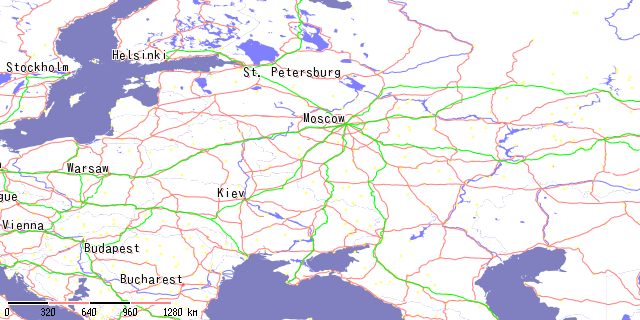 Helsinki
Stockholm
St. Petersburg
Moscow
Warsaw
Kiev
gue
Vienna
Budapest
Bucharest
0 320 640 960 1280 km